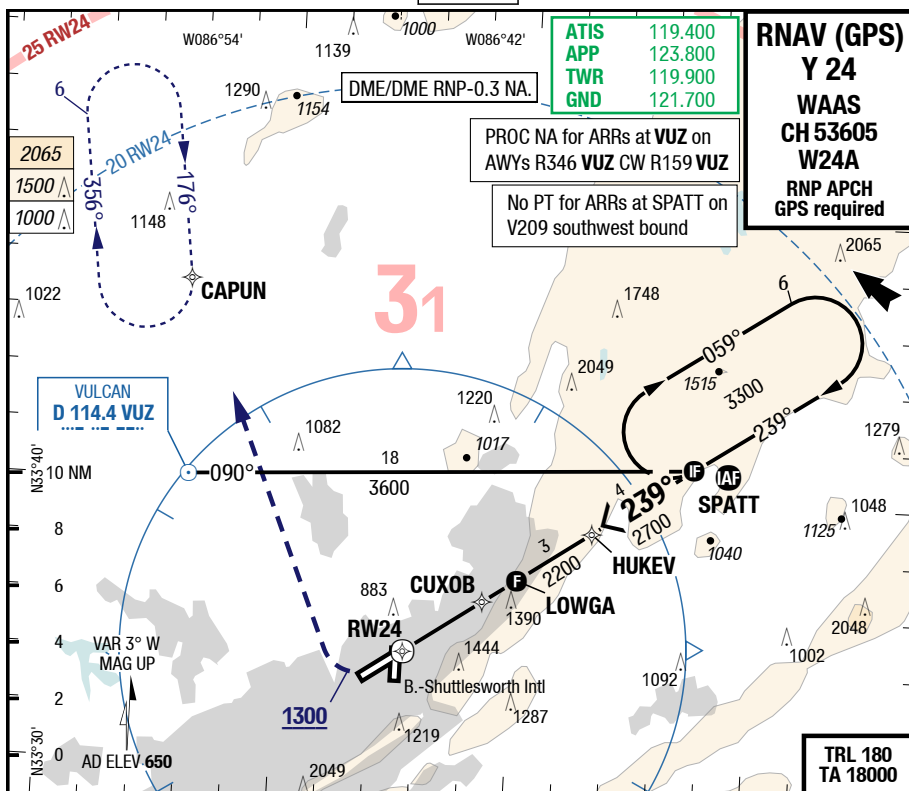 25 RW24
W086°54'
1139
1000
W086°42'
ATIS 119.400
APP 123.800
TWR 119.900
GND 121.700
RNAV (GPS)
Y 24
WAAS
CH 53605
W24A
RNP APCH
GPS required
6
1290
1154
DME/DME RNP-0.3 NA.
20 RW24
PROC NA for ARRs at VUZ on
AWYs R346 VUZ CW R159 VUZ
2065
1500
1000
356°
176°
1148
No PT for ARRs at SPATT on
V209 southwest bound
2065
CAPUN
31
1022
1748
6
059°
2049
1515
3300
239°
VULCAN
D 114.4 VUZ
1220
1082
1017
1279
N33°40'
10 NM
090°
18
3600
4
239°
2700
IF
IAF
SPATT
8
1048
1125
1040
HUKEV
3
2200
6
CUXOB
F
LOWGA
883
1390
RW24
2048
VAR 3° W
MAG UP
4
1444
1002
1092
B.-Shuttlesworth Intl
2
1300
1287
1219
N33°30'
0
AD ELEV 650
2049
TRL 180
TA 18000